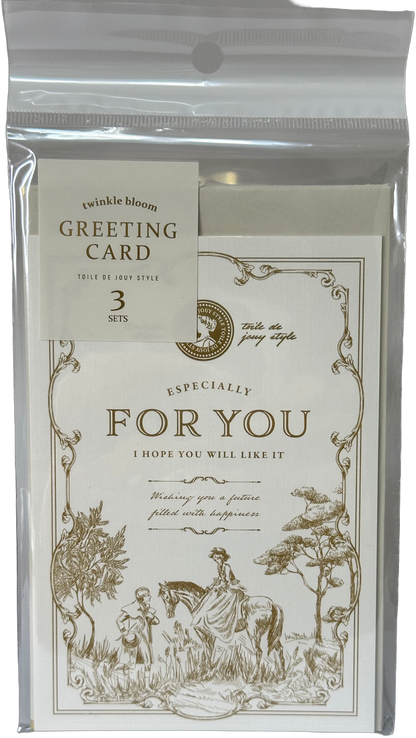 twinkle bloom
GREETING
CARD
TOILE DE JOUY STYLE
3
SETS
toile de
jouy style
ESPECIALLY
FOR YOU
I HOPE YOU WILL LIKE IT
Wishing you a future
filled with happiness